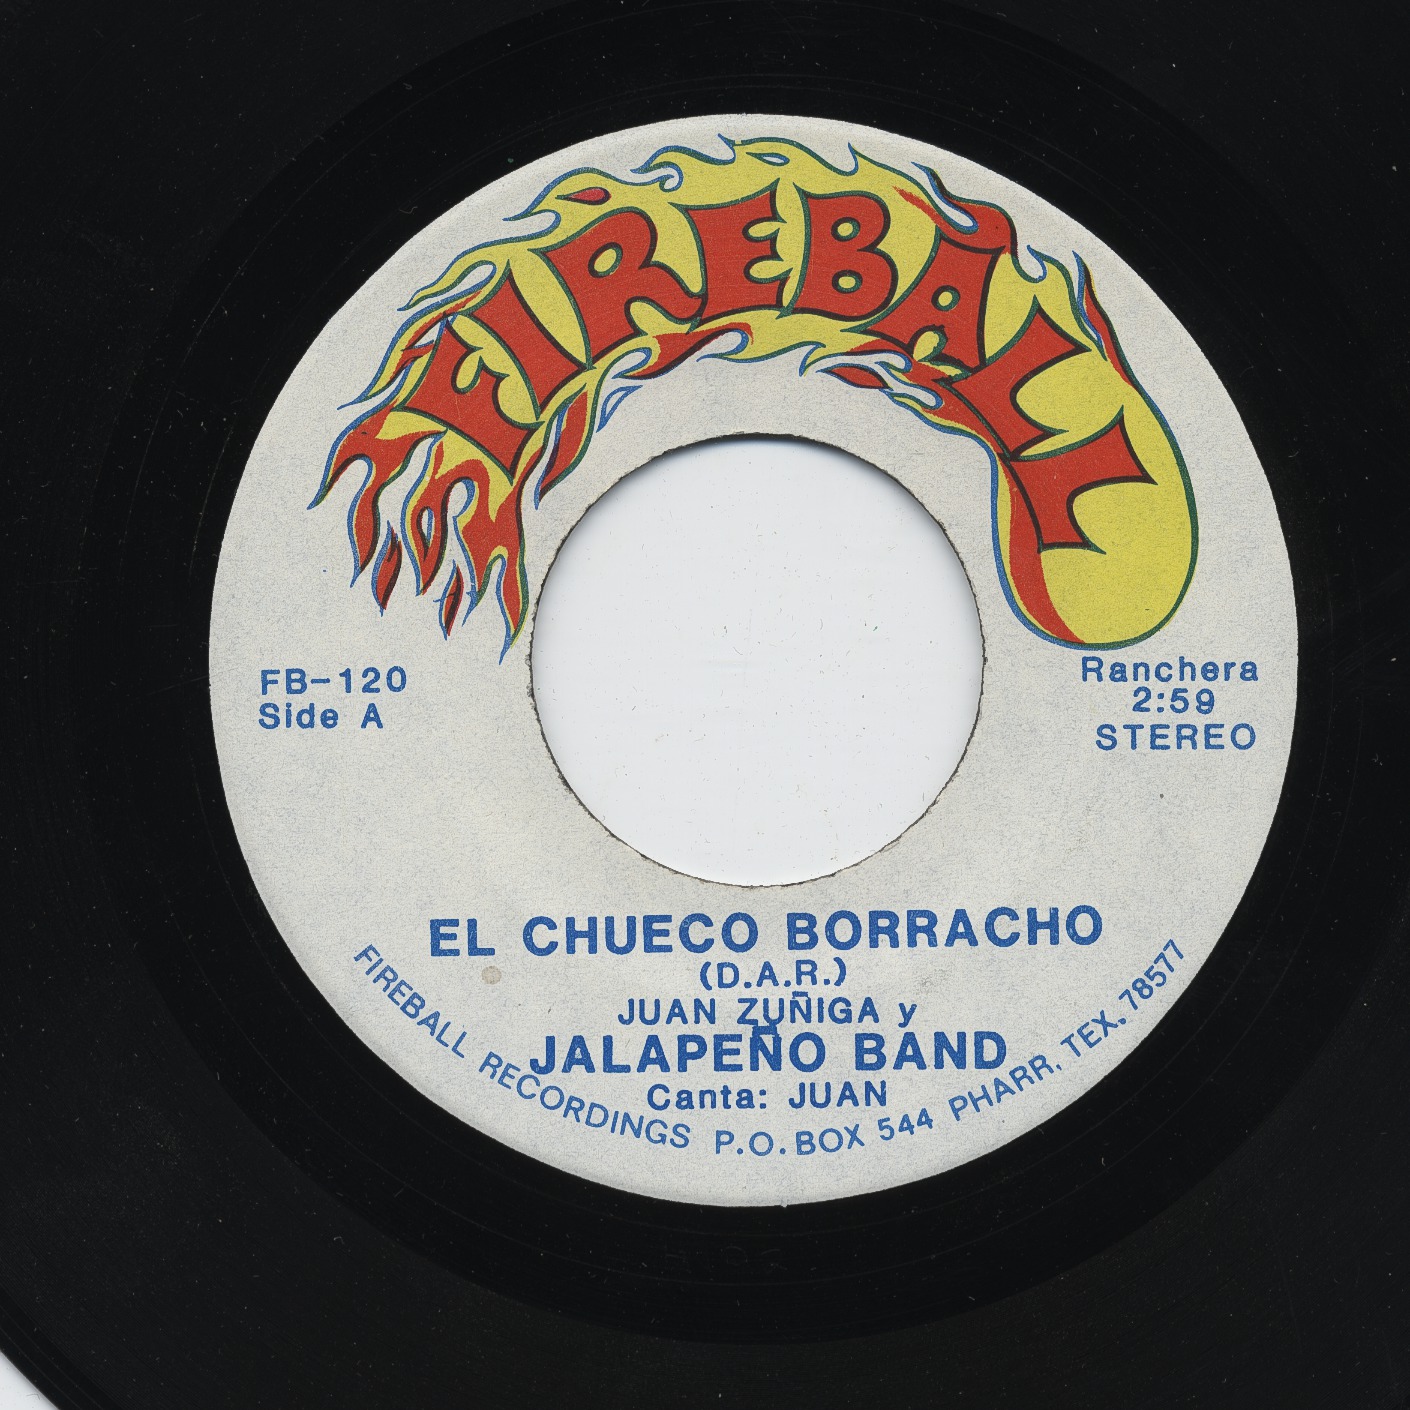 FIREBALL
FB-120
Side A
Ranchera
2:59
STEREO
EL CHUECO BORRACHO
(D.A.R.)
JUAN ZUÑIGA y
JALAPEÑO BAND
Canta: JUAN
FIREBALL RECORDINGS P.O. BOX 544 PHARR, TEX. 78577